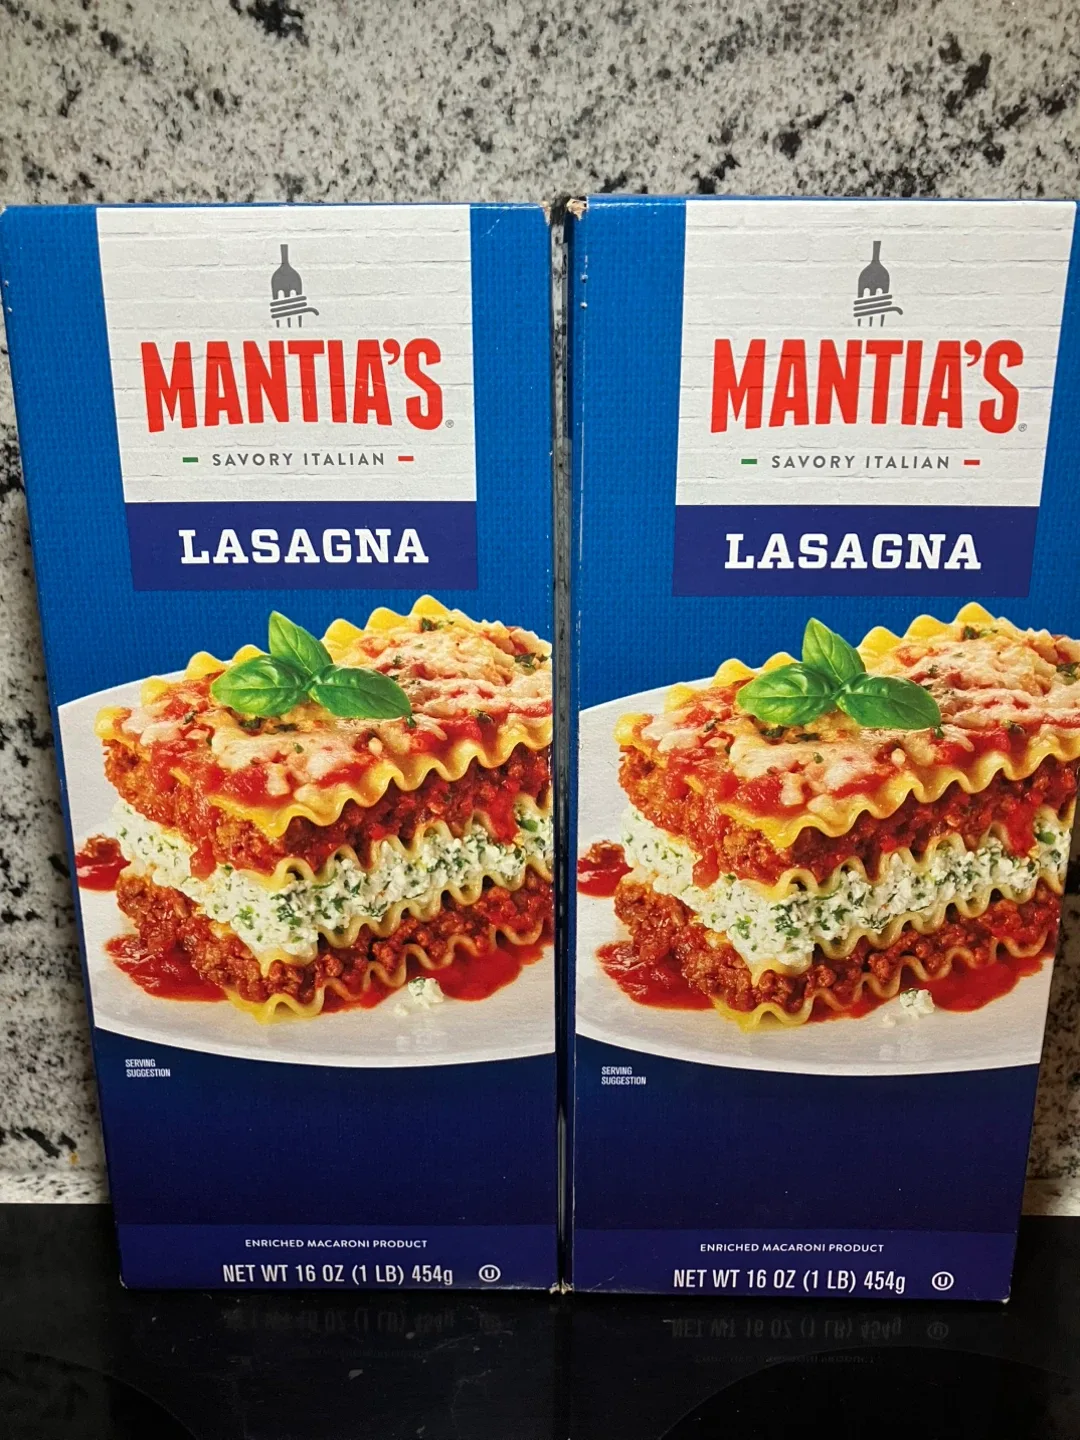 MANTIA'S®
SAVORY ITALIAN
LASAGNA
SERVING
SUGGESTION
ENRICHED MACARONI PRODUCT
NET WT 16 OZ (1 LB) 454g Ⓤ
MANTIA'S®
SAVORY ITALIAN
LASAGNA
SERVING
SUGGESTION
ENRICHED MACARONI PRODUCT
NET WT 16 OZ (1 LB) 454g Ⓤ